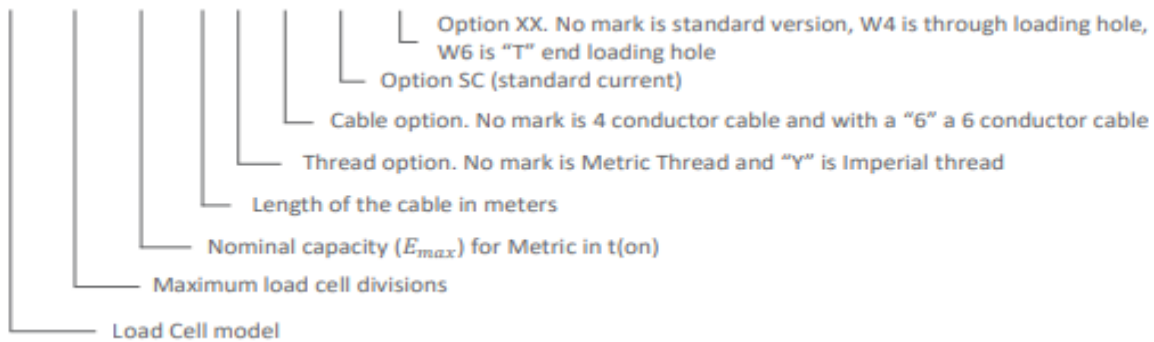 Option XX. No mark is standard version, W4 is through loading hole,
W6 is “T” end loading hole
Option SC (standard current)
Cable option. No mark is 4 conductor cable and with a “6” a 6 conductor cable
Thread option. No mark is Metric Thread and “Y” is Imperial thread
Length of the cable in meters
Nominal capacity (Emax) for Metric in t(on)
Maximum load cell divisions
Load Cell model